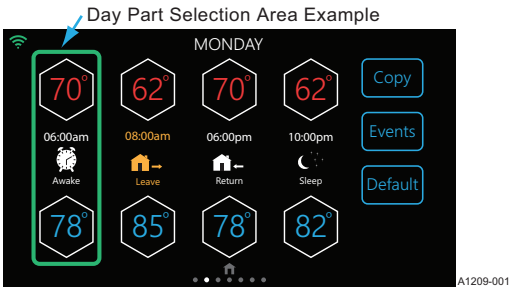 Day Part Selection Area Example
MONDAY
70° 62° 70° 62° Copy
06:00am 08:00am 06:00pm 10:00pm Events
Awake Leave Return Sleep Default
78° 85° 78° 82°
A1209-001